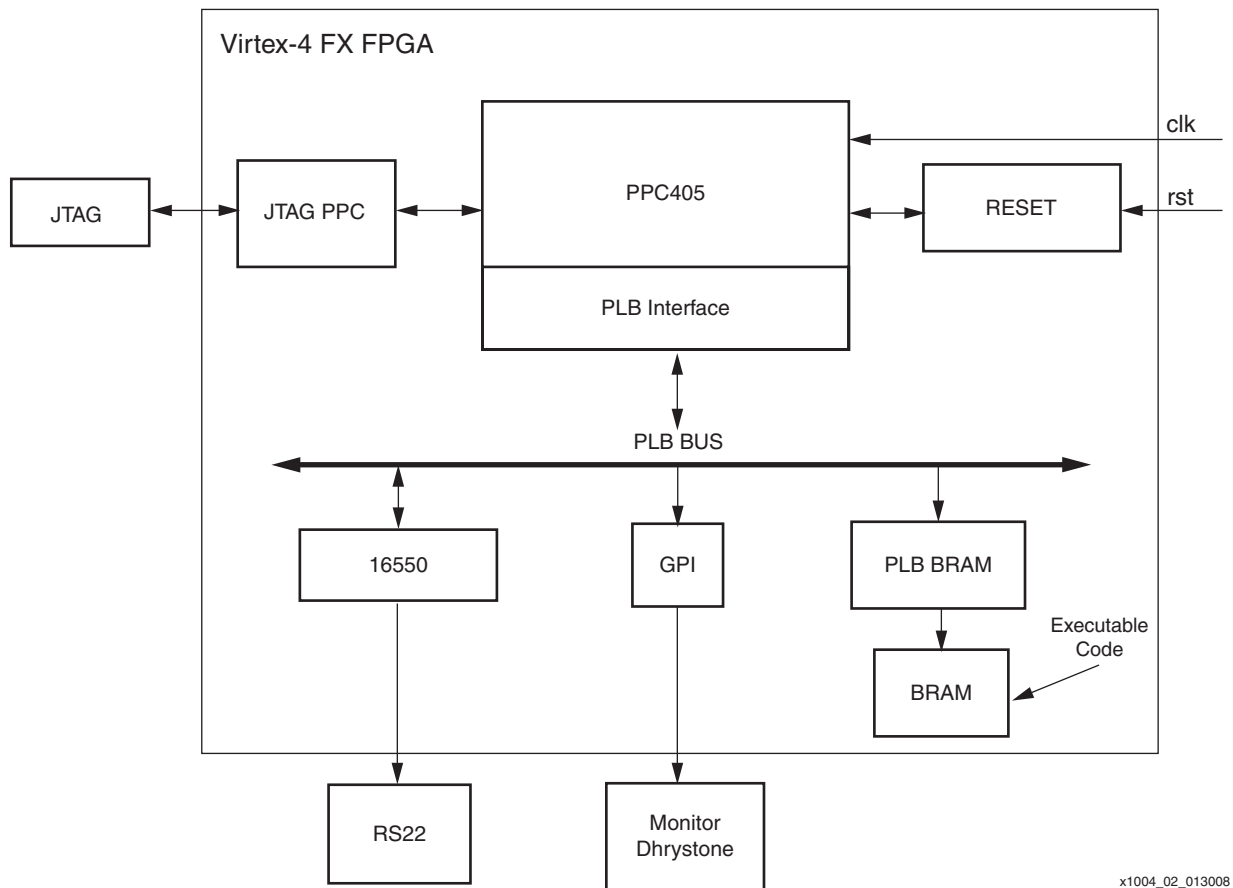 Virtex-4 FX FPGA
clk
PPC405
JTAG
JTAG PPC
RESET
rst
PLB Interface
PLB BUS
16550
GPI
PLB BRAM
Executable
Code
BRAM
RS22
Monitor
Dhrystone
x1004_02_013008